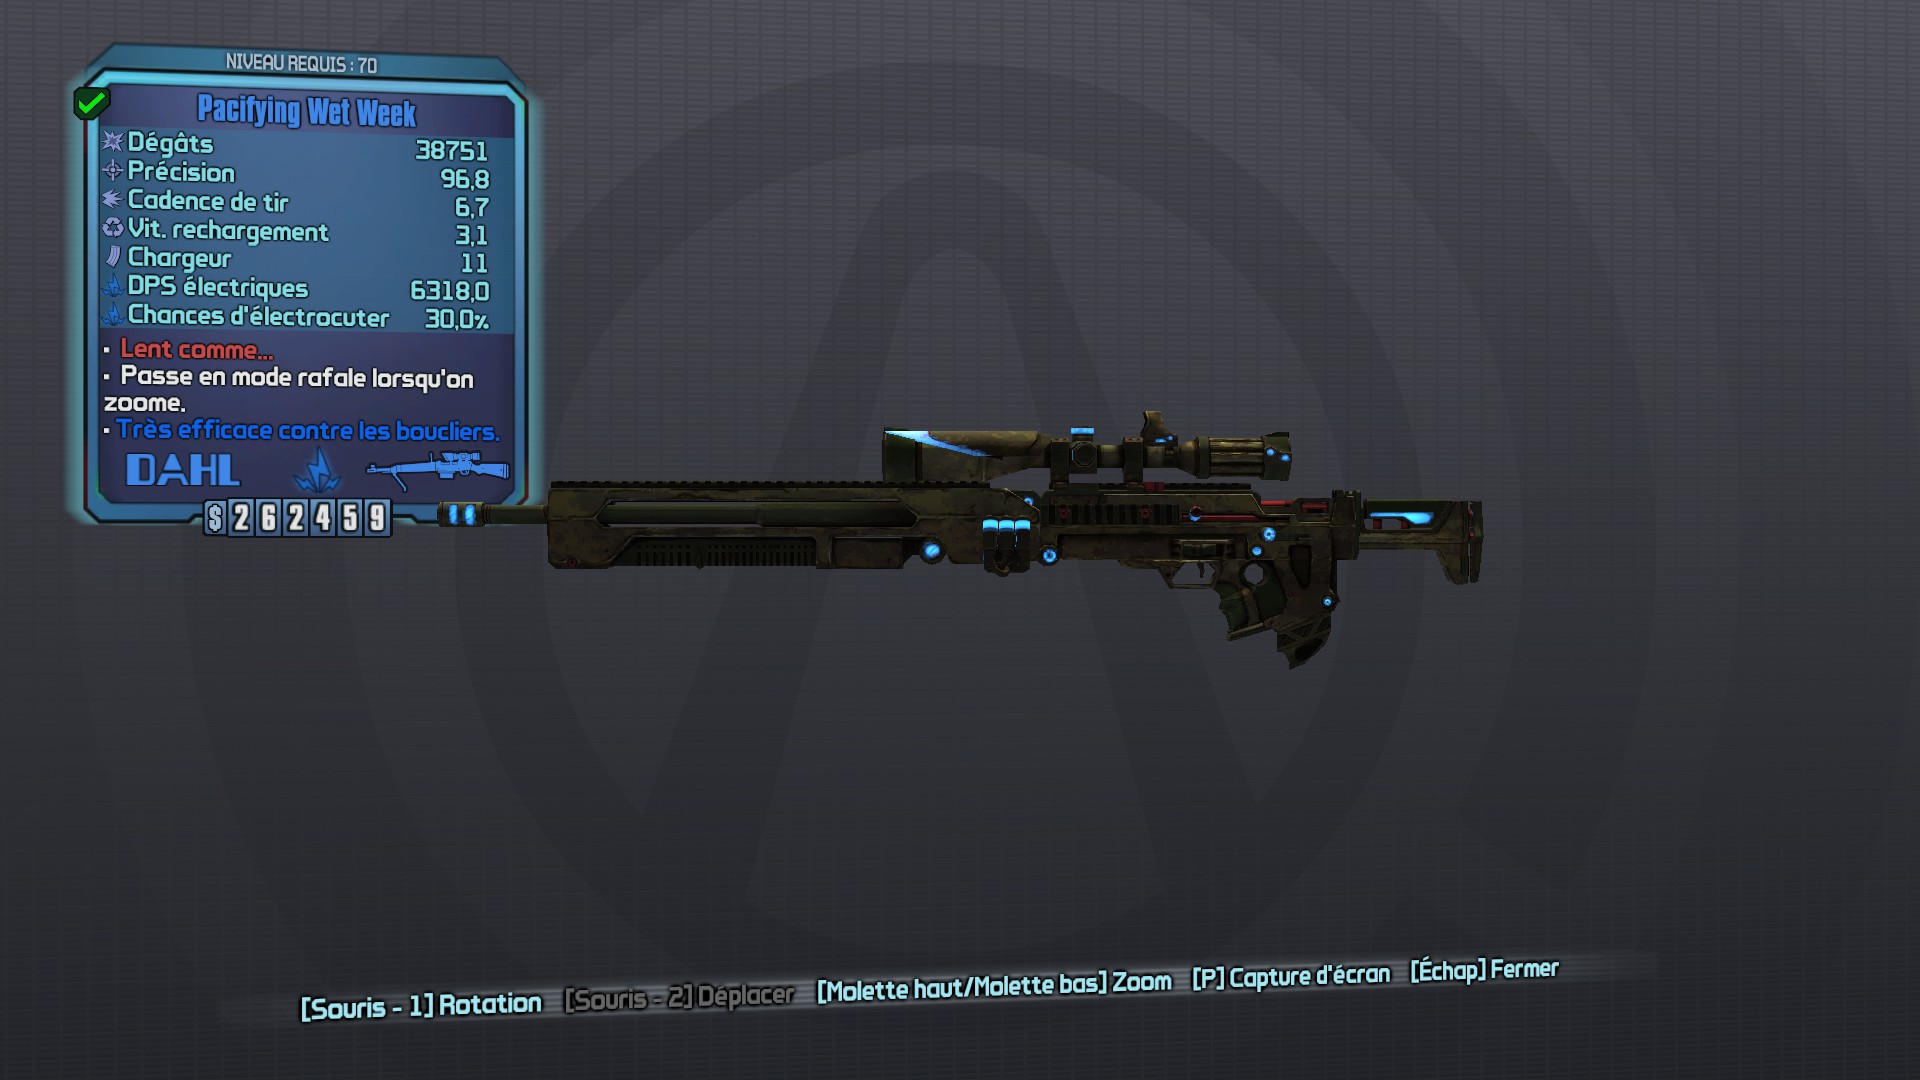 NIVEAU REQUIS : 70
Pacifying Wet Week
Dégâts 38751
Précision 96,8
Cadence de tir 6,7
Vit. rechargement 3,1
Chargeur 11
DPS électriques 6318,0
Chances d'électrocuter 30,0%
• Lent comme...
• Passe en mode rafale lorsqu'on
zoome.
• Très efficace contre les boucliers.
DAHL
$262459
[Souris - 1] Rotation [Souris - 2] Déplacer [Molette haut/Molette bas] Zoom [P] Capture d'écran [Échap] Fermer